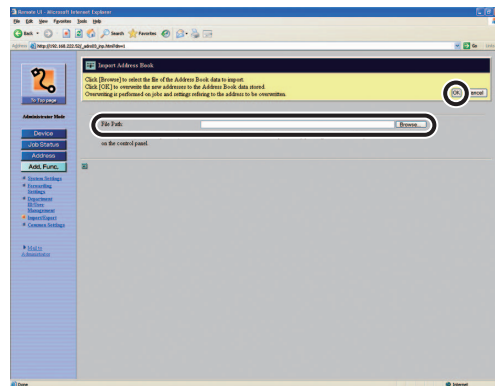 Remote UI - Microsoft Internet Explorer
File Edit View Favorites Tools Help
Back Search Favorites
Address Go Links
Import Address Book
Click [Browse] to select the file of the Address Book data to import.
Click [OK] to overwrite the new addresses to the Address Book data stored.
Overwriting is performed on jobs and settings refering to the address to be overwritten.
OK
To Top page
Administrator Mode
File Path:
Browse...
Device
on the control panel.
Job Status
Address
Add. Func.
System Settings
Forwarding
Settings
Department
ID/User
Management
Import/Export
Common Settings
Mail to
Administrator
Done
Internet